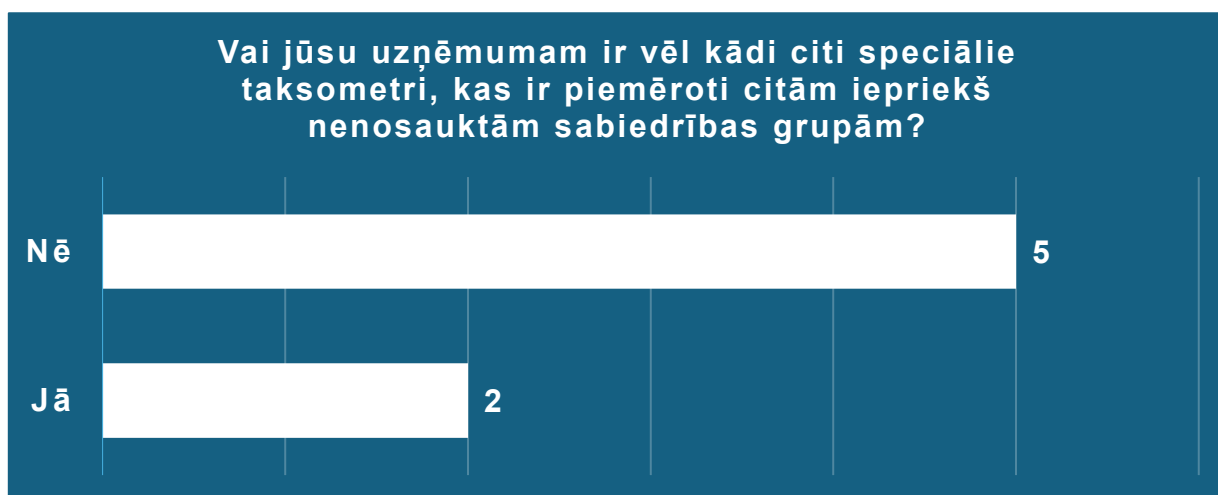 Vai jūsu uzņēmumam ir vēl kādi citi speciālie
taksometri, kas ir piemēroti citām iepriekš
nenosauktām sabiedrības grupām?
Nē 5
Jā 2